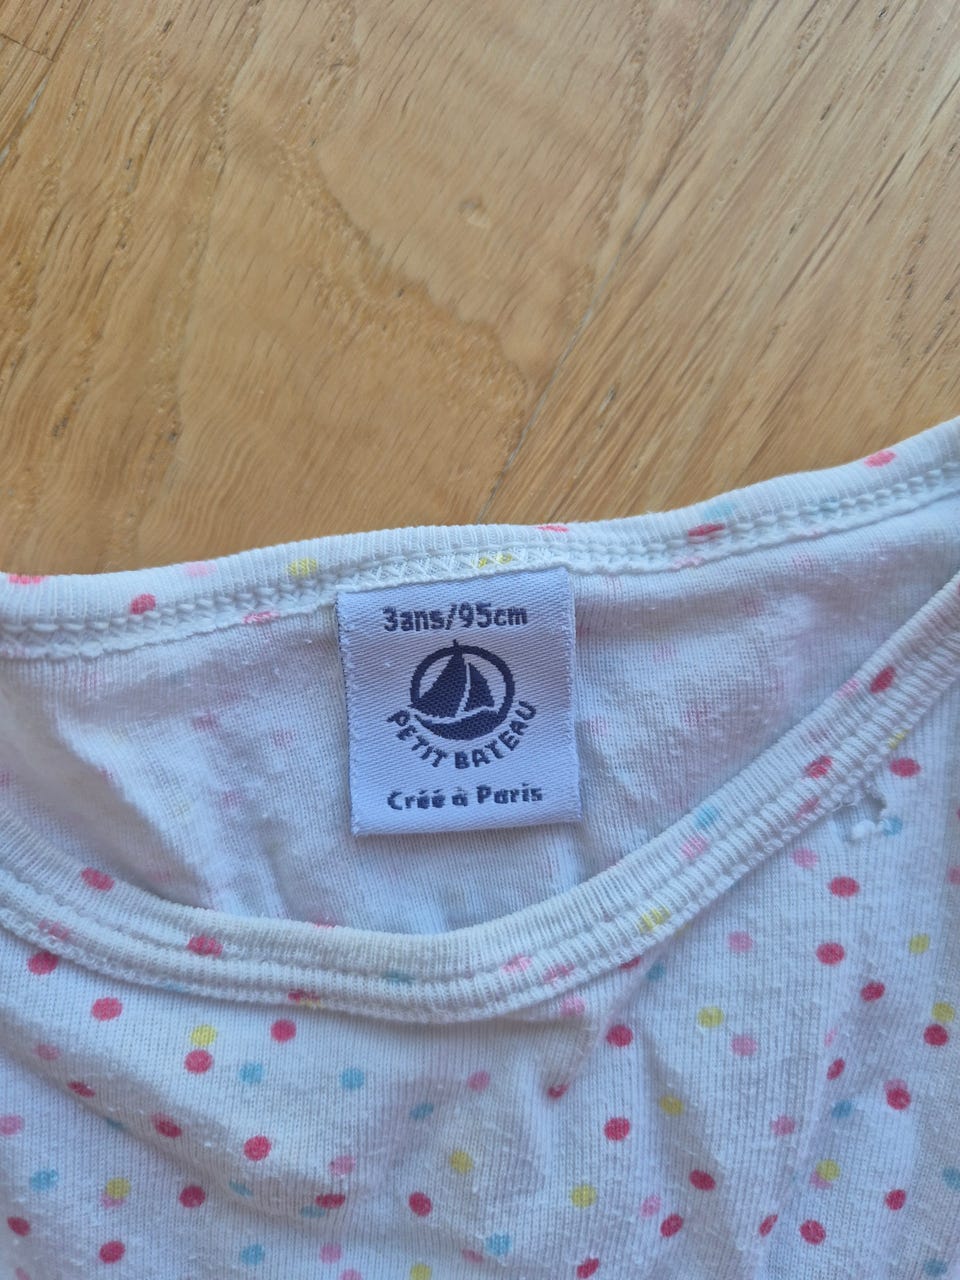 3ans/95cm
PETIT BATEAU
Créé à Paris